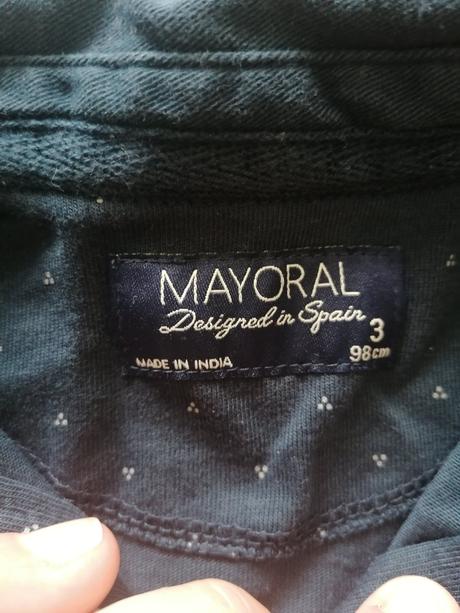 MAYORAL
Designed in Spain
3
MADE IN INDIA 98cm